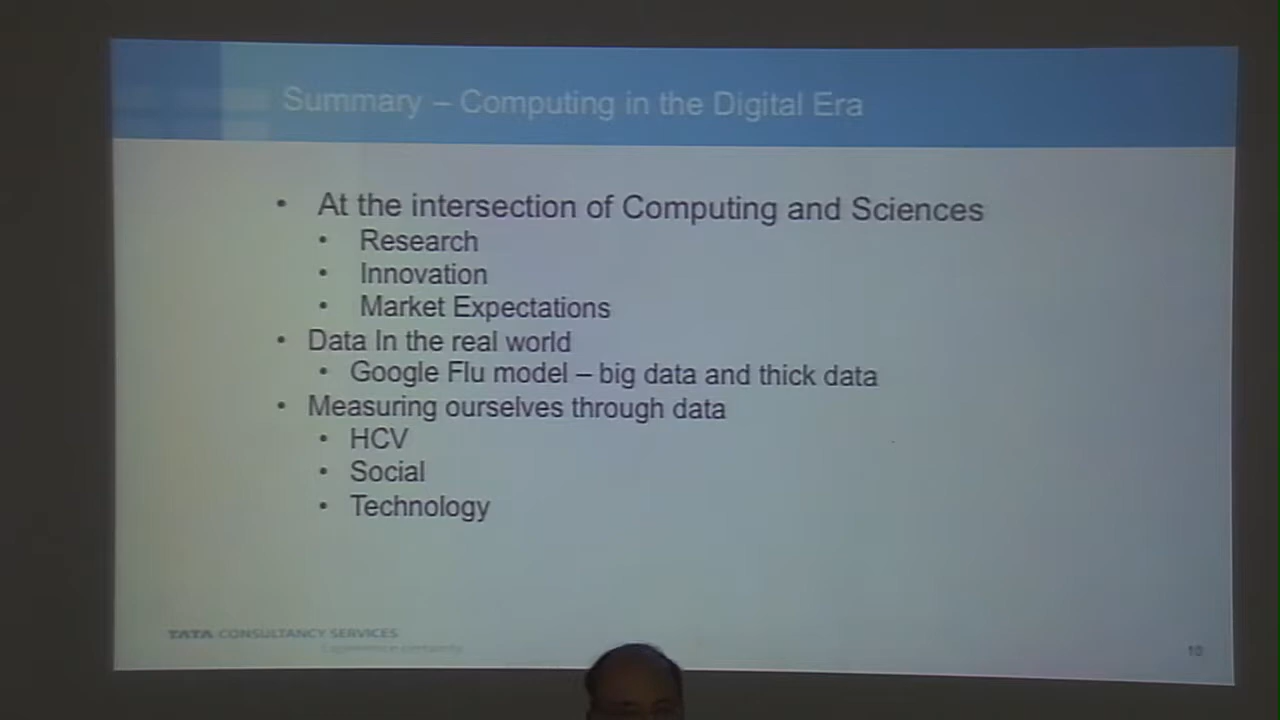 Summary – Computing in the Digital Era
• At the intersection of Computing and Sciences
• Research
• Innovation
• Market Expectations
• Data In the real world
• Google Flu model – big data and thick data
• Measuring ourselves through data
• HCV
• Social
• Technology
TATA CONSULTANCY SERVICES
Experience certainty
10